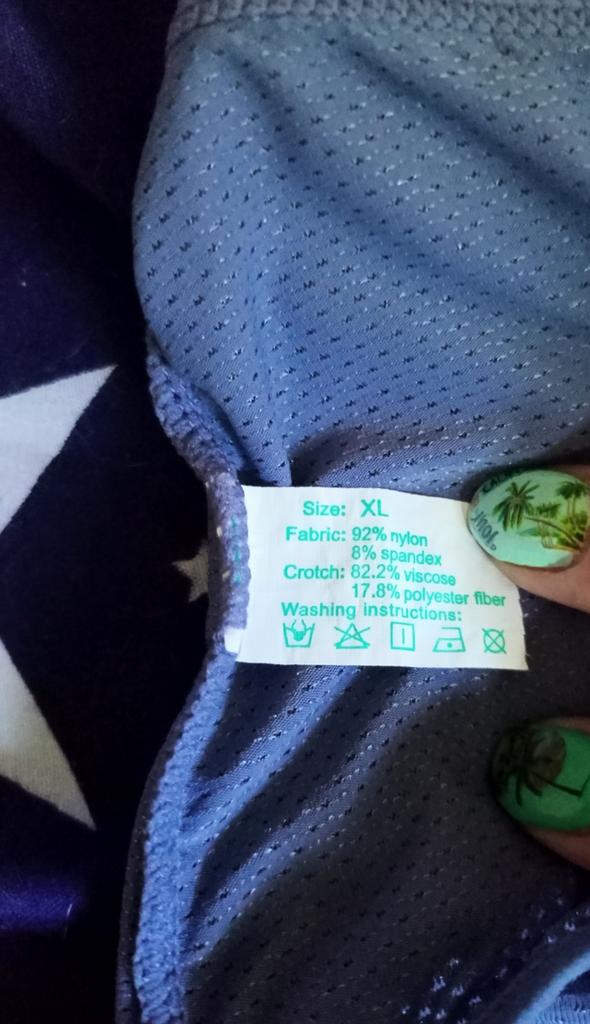 Size: XL
Fabric: 92% nylon
8% spandex
Crotch: 82.2% viscose
17.8% polyester fiber
Washing instructions: